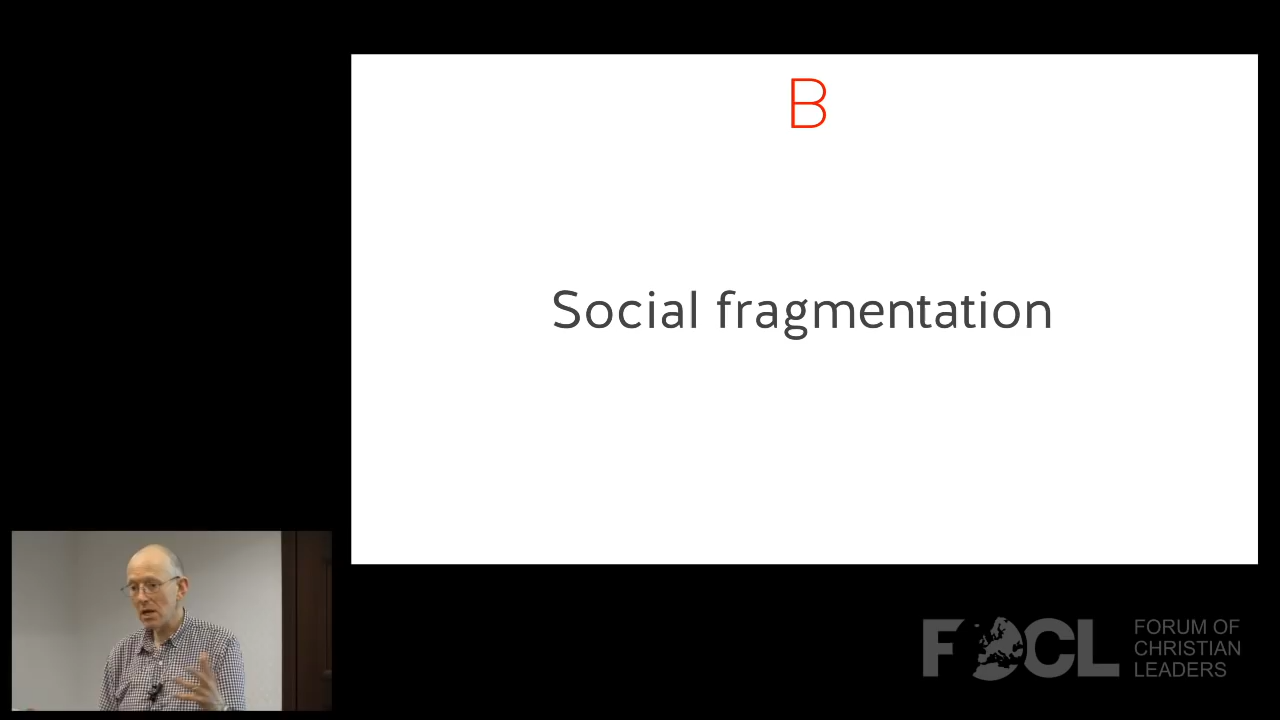 B
Social fragmentation
FOCL
FORUM OF
CHRISTIAN
LEADERS